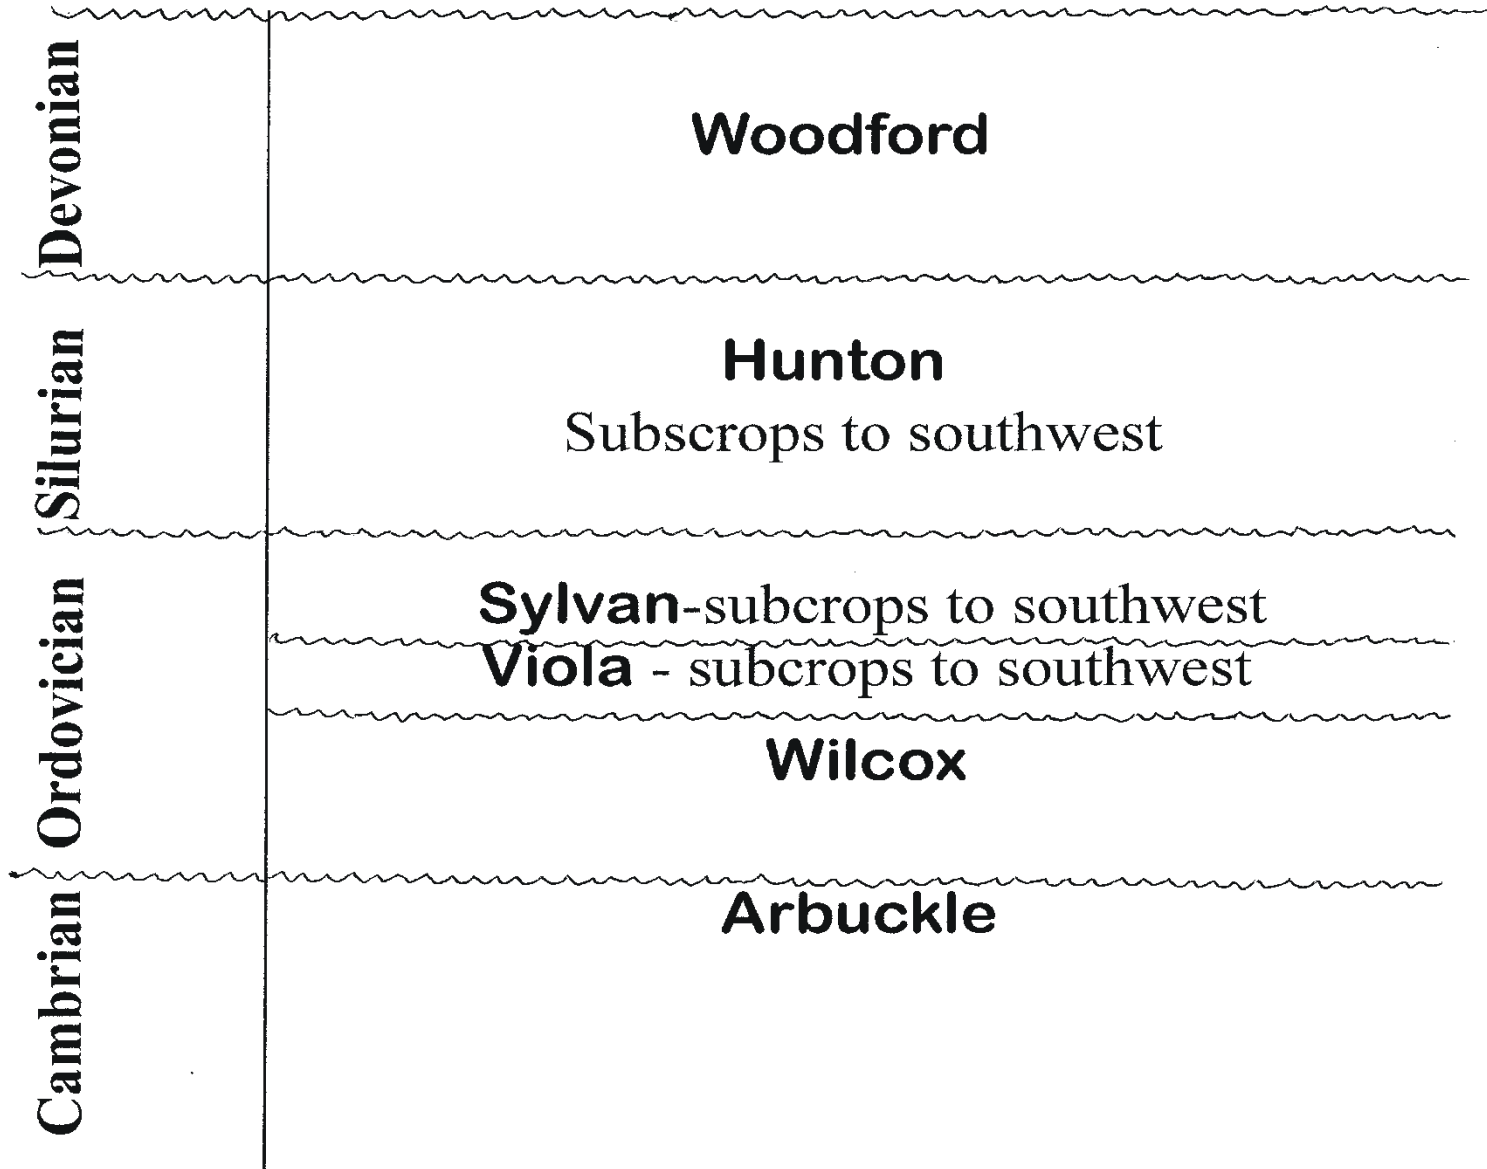 Devonian
Woodford
Silurian
Hunton
Subscrops to southwest
Ordovician
Sylvan-subcrops to southwest
Viola - subcrops to southwest
Wilcox
Cambrian
Arbuckle